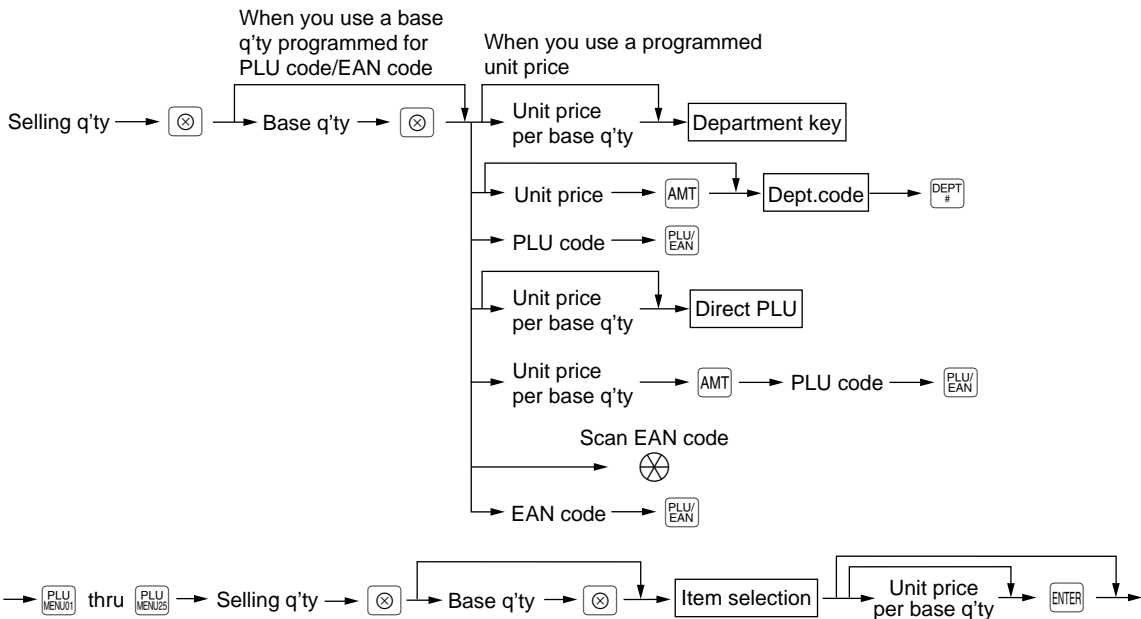 When you use a base
q'ty programmed for
PLU code/EAN code
When you use a programmed
unit price
Selling q'ty
⊗
Base q'ty
⊗
Unit price
per base q'ty
Department key
Unit price
AMT
Dept.code
DEPT
#
PLU code
PLU/
EAN
Unit price
per base q'ty
Direct PLU
Unit price
per base q'ty
AMT
PLU code
PLU/
EAN
Scan EAN code
EAN code
PLU/
EAN
PLU
MENU01
thru
PLU
MENU25
Selling q'ty
⊗
Base q'ty
⊗
Item selection
Unit price
per base q'ty
ENTER